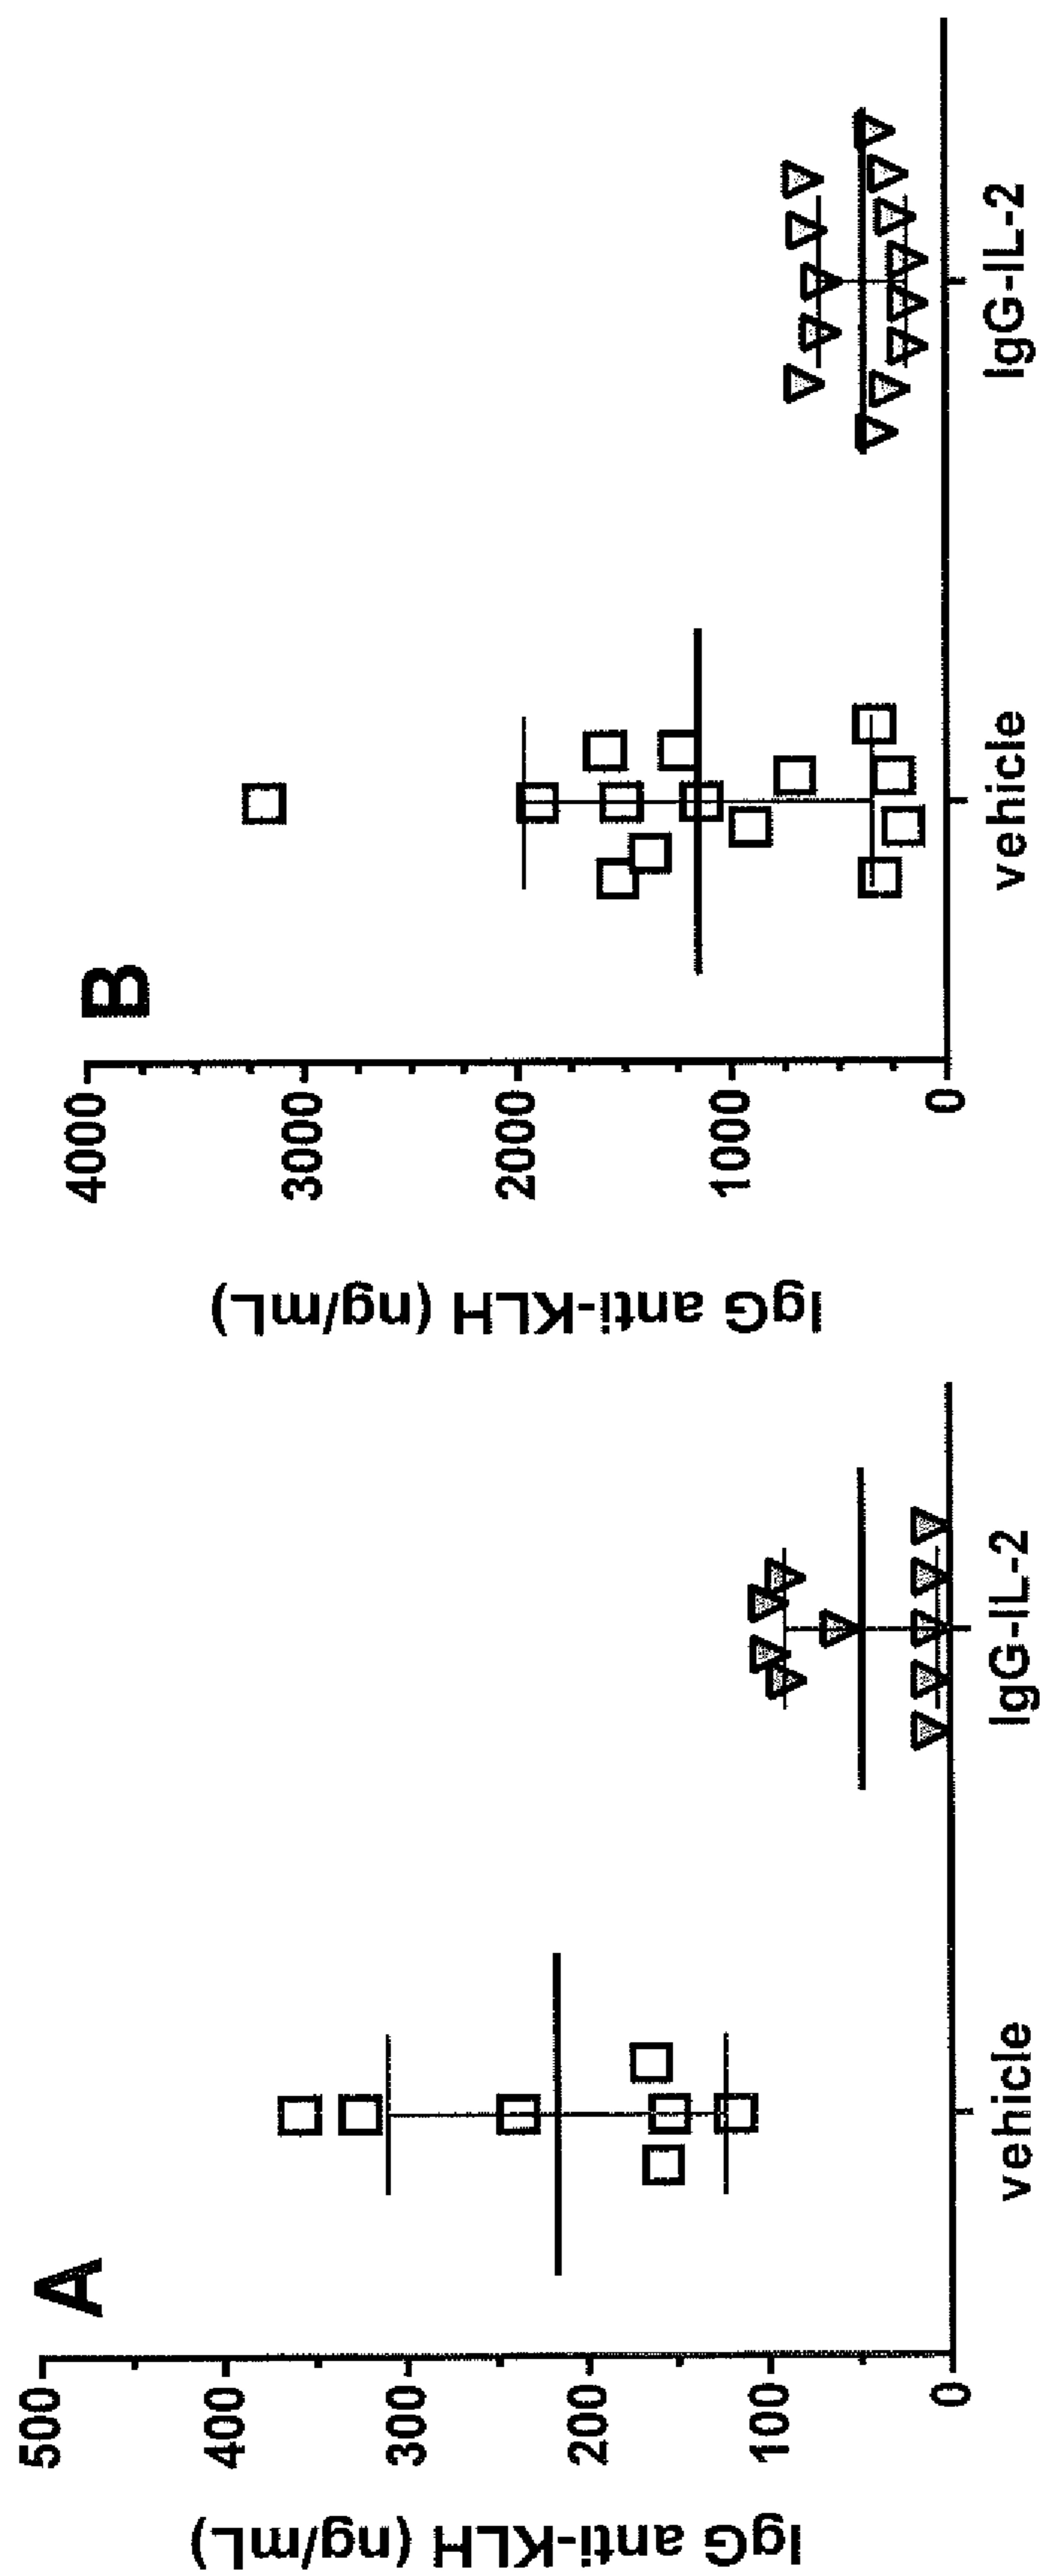 A
IgG anti-KLH (ng/mL)
500
400
300
200
100
0
vehicle
IgG-IL-2
B
IgG anti-KLH (ng/mL)
4000
3000
2000
1000
0
vehicle
IgG-IL-2